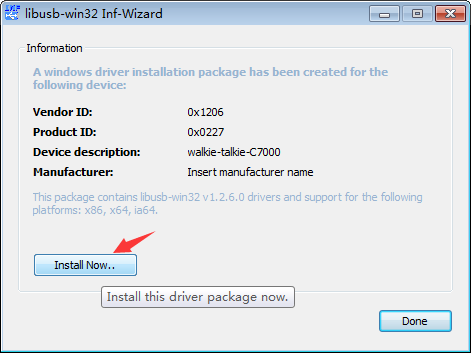 libusb-win32 Inf-Wizard
Information
A windows driver installation package has been created for the
following device:
Vendor ID: 0x1206
Product ID: 0x0227
Device description: walkie-talkie-C7000
Manufacturer: Insert manufacturer name
This package contains libusb-win32 v1.2.6.0 drivers and support for the following
platforms: x86, x64, ia64.
Install Now..
Install this driver package now.
Done